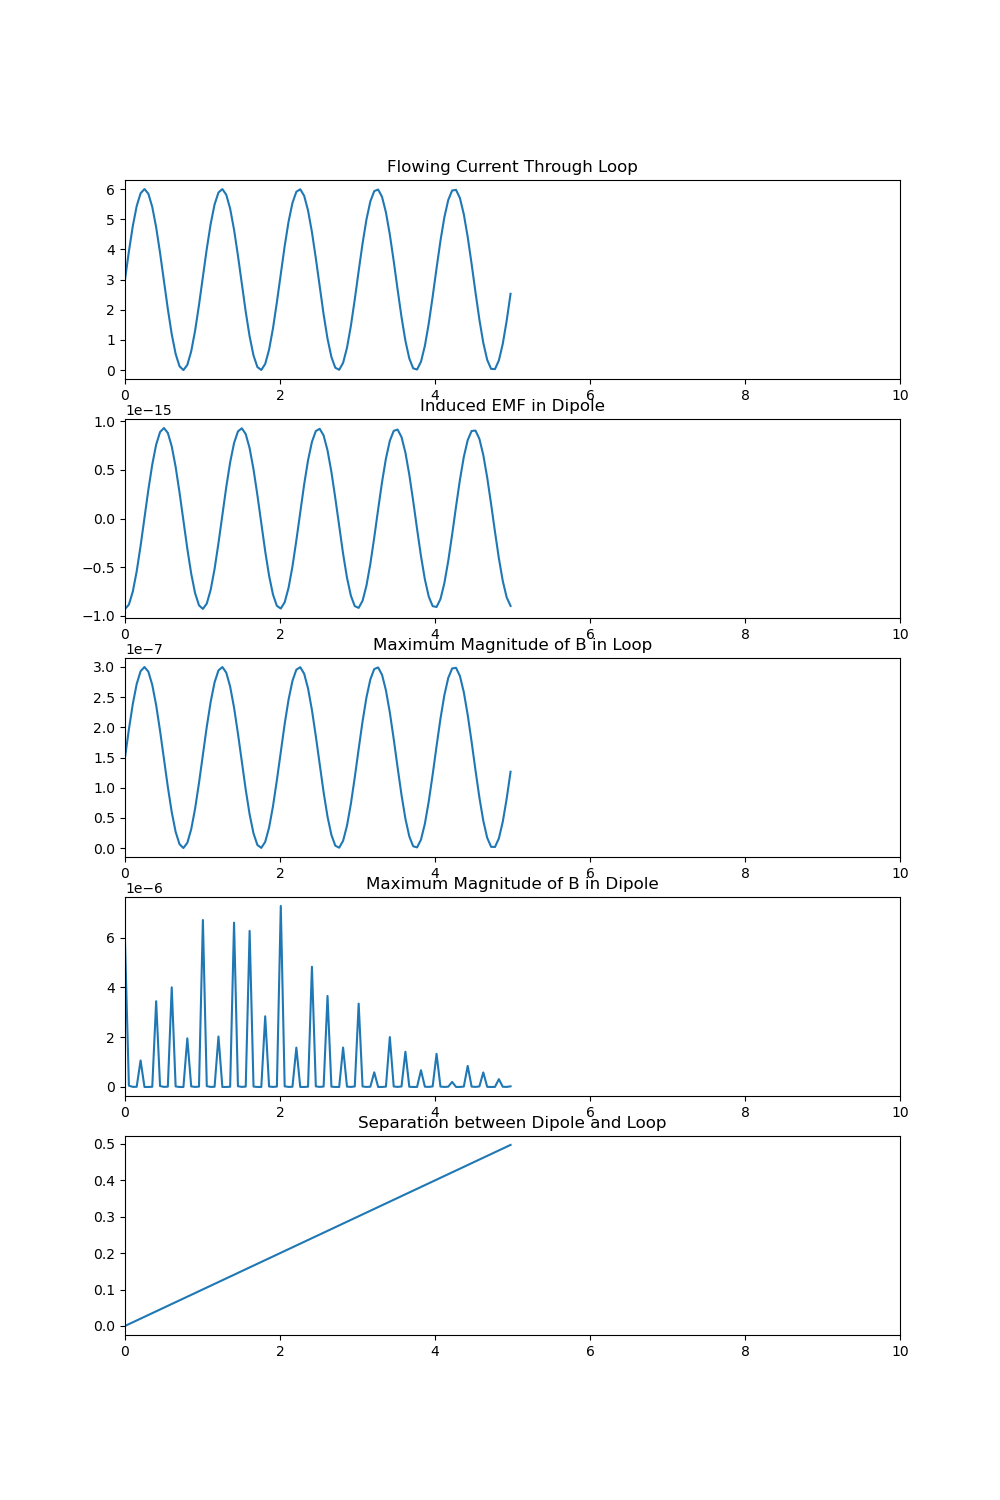 Flowing Current Through Loop
6
5
4
3
2
1
0
0 2 4 6 8 10
1e−15 Induced EMF in Dipole
1.0
0.5
0.0
−0.5
−1.0
0 2 4 6 8 10
1e−7 Maximum Magnitude of B in Loop
3.0
2.5
2.0
1.5
1.0
0.5
0.0
0 2 4 6 8 10
1e−6 Maximum Magnitude of B in Dipole
6
4
2
0
0 2 4 6 8 10
Separation between Dipole and Loop
0.5
0.4
0.3
0.2
0.1
0.0
0 2 4 6 8 10